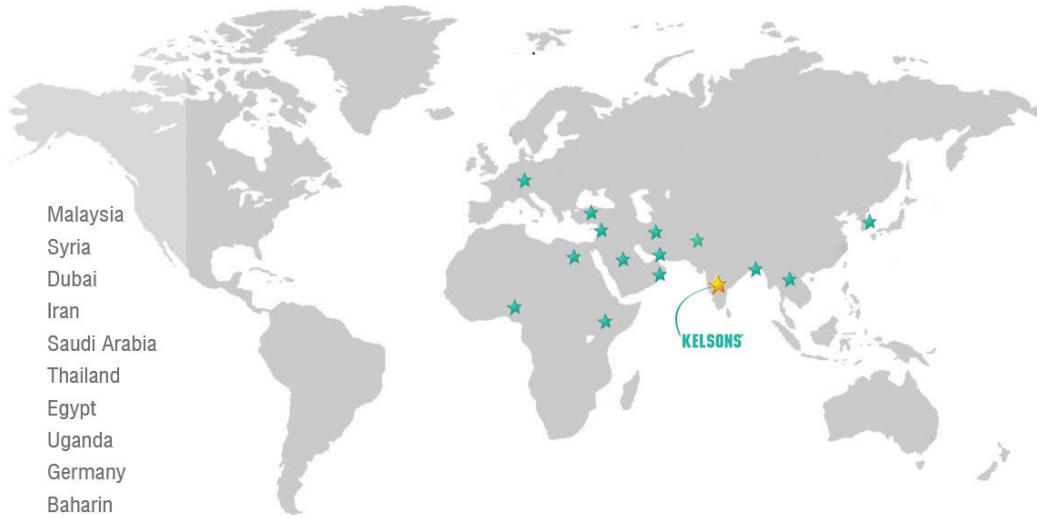 Malaysia
Syria
Dubai
Iran
Saudi Arabia
Thailand
Egypt
Uganda
Germany
Baharin
KELSONS